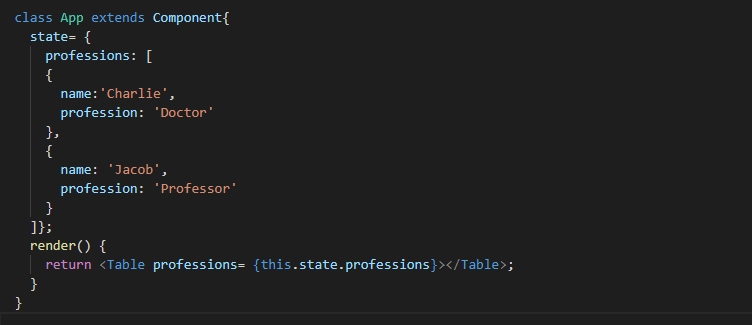 class App extends Component{
  state= {
    professions: [
    {
      name:'Charlie',
      profession: 'Doctor'
    },
    {
      name: 'Jacob',
      profession: 'Professor'
    }
  ]};
  render() {
    return <Table professions= {this.state.professions}></Table>;
  }
}